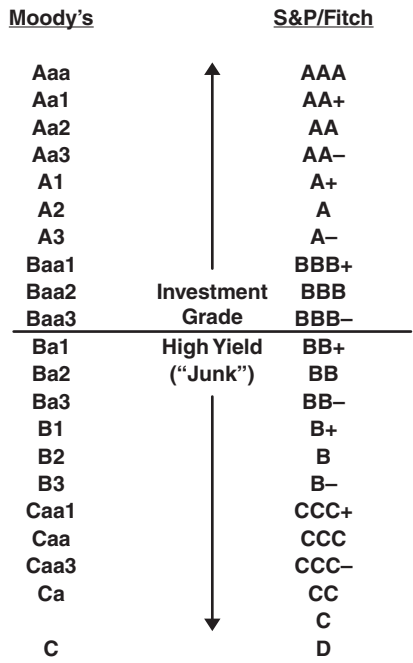 Moody's S&P/Fitch
Aaa AAA
Aa1 AA+
Aa2 AA
Aa3 AA–
A1 A+
A2 A
A3 A–
Baa1 BBB+
Baa2 Investment BBB
Baa3 Grade BBB–
Ba1 High Yield BB+
Ba2 (“Junk”) BB
Ba3 BB–
B1 B+
B2 B
B3 B–
Caa1 CCC+
Caa CCC
Caa3 CCC–
Ca CC
C
C D